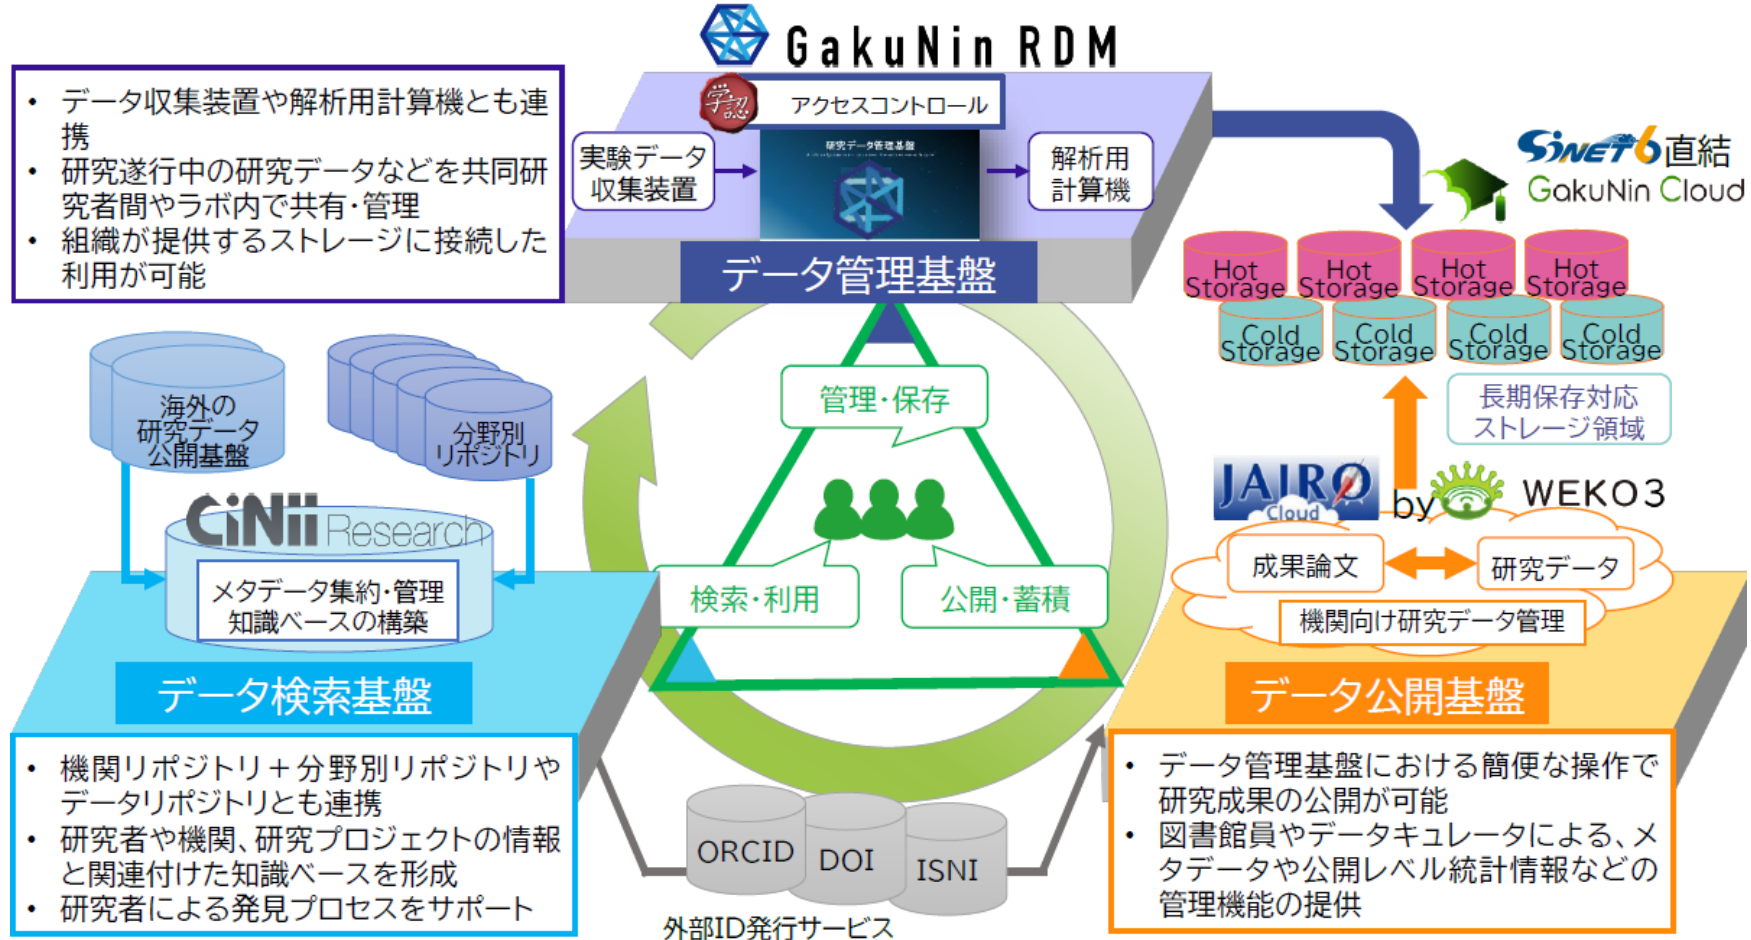 GakuNin RDM
学認
アクセスコントロール
実験データ
収集装置
研究データ管理基盤
解析用
計算機
データ管理基盤
• データ収集装置や解析用計算機とも連
携
• 研究遂行中の研究データなどを共同研
究者間やラボ内で共有・管理
• 組織が提供するストレージに接続した
利用が可能
SINET6直結
GakuNin Cloud
Hot
Storage
Hot
Storage
Hot
Storage
Hot
Storage
Cold
Storage
Cold
Storage
Cold
Storage
Cold
Storage
長期保存対応
ストレージ領域
海外の
研究データ
公開基盤
分野別
リポジトリ
CiNii Research
メタデータ集約・管理
知識ベースの構築
データ検索基盤
• 機関リポジトリ＋分野別リポジトリや
データリポジトリとも連携
• 研究者や機関、研究プロジェクトの情報
と関連付けた知識ベースを形成
• 研究者による発見プロセスをサポート
管理・保存
検索・利用
公開・蓄積
JAIRO
Cloud
by
WEKO3
成果論文
研究データ
機関向け研究データ管理
データ公開基盤
• データ管理基盤における簡便な操作で
研究成果の公開が可能
• 図書館員やデータキュレータによる、メ
タデータや公開レベル統計情報などの
管理機能の提供
ORCID
DOI
ISNI
外部ID発行サービス